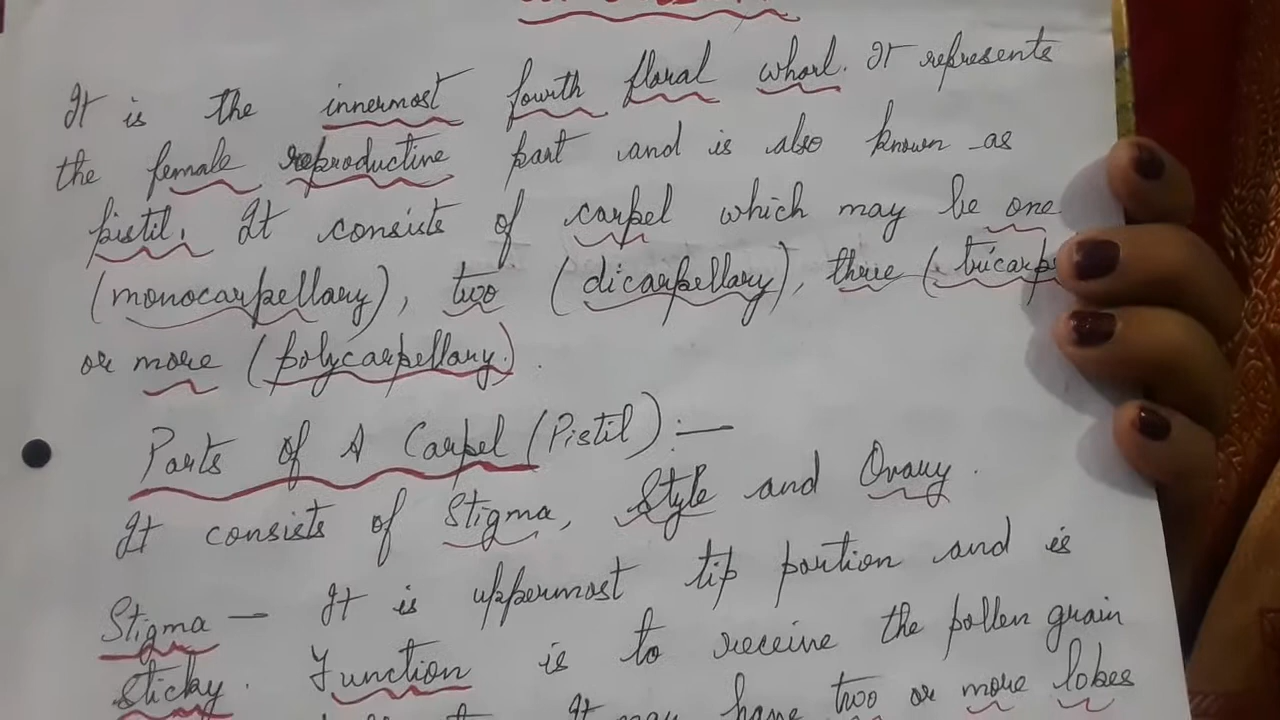 It is the innermost fourth floral whorl. It represents
the female reproductive part and is also known as
pistil. It consists of carpel which may be one
(monocarpellary), two (dicarpellary), three (tricarpe
or more (polycarpellary.)
Parts of A Carpel (Pistil) :—
It consists of Stigma, Style and Ovary.
Stigma — It is uppermost tip portion and is
sticky. Function is to receive the pollen grain
It may have two or more lobes